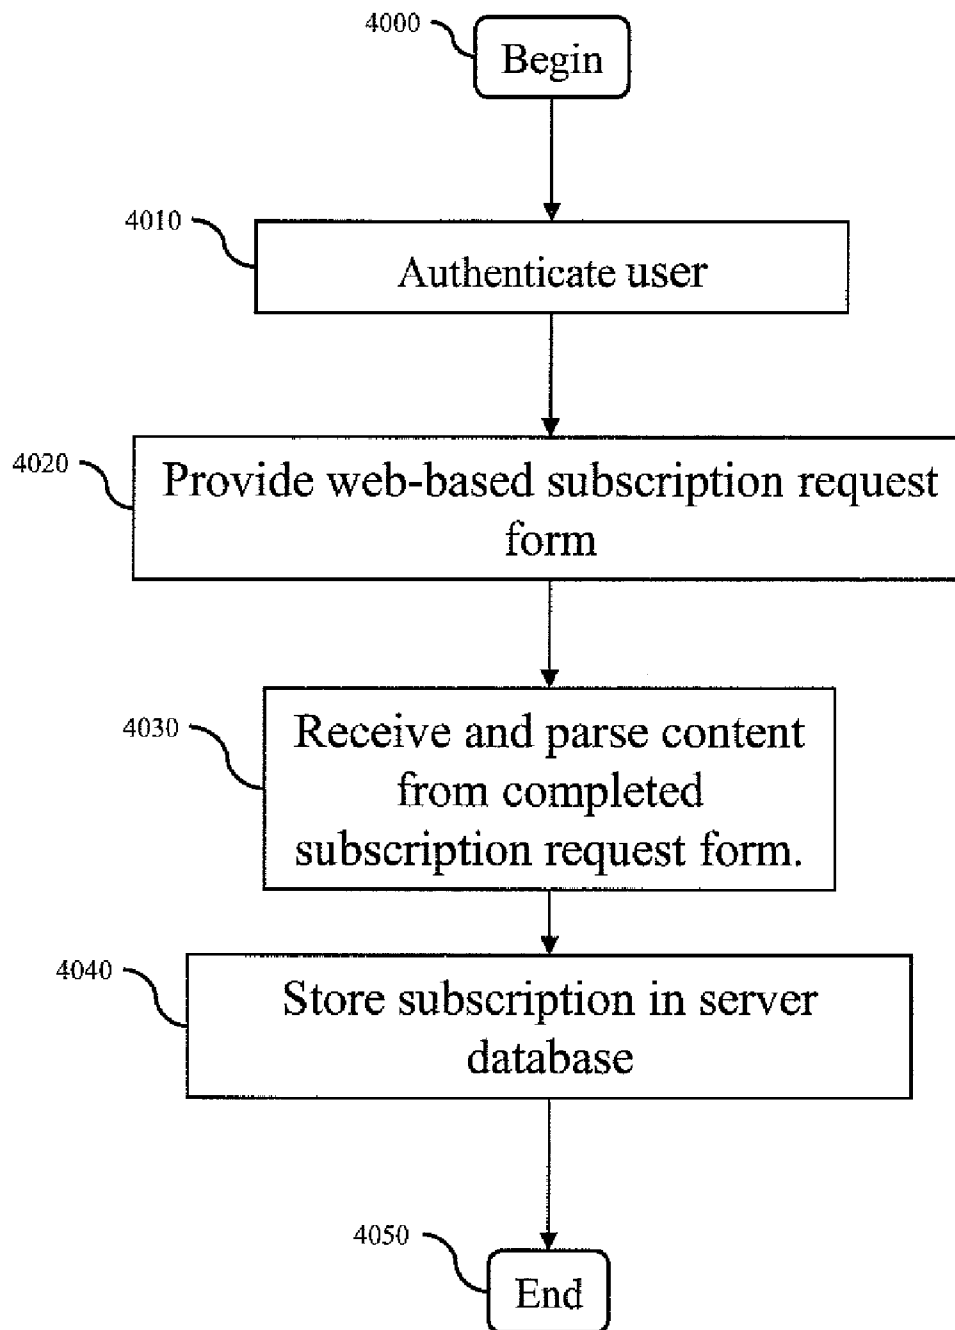 4000
Begin
4010
Authenticate user
4020
Provide web-based subscription request
form
4030
Receive and parse content
from completed
subscription request form.
4040
Store subscription in server
database
4050
End